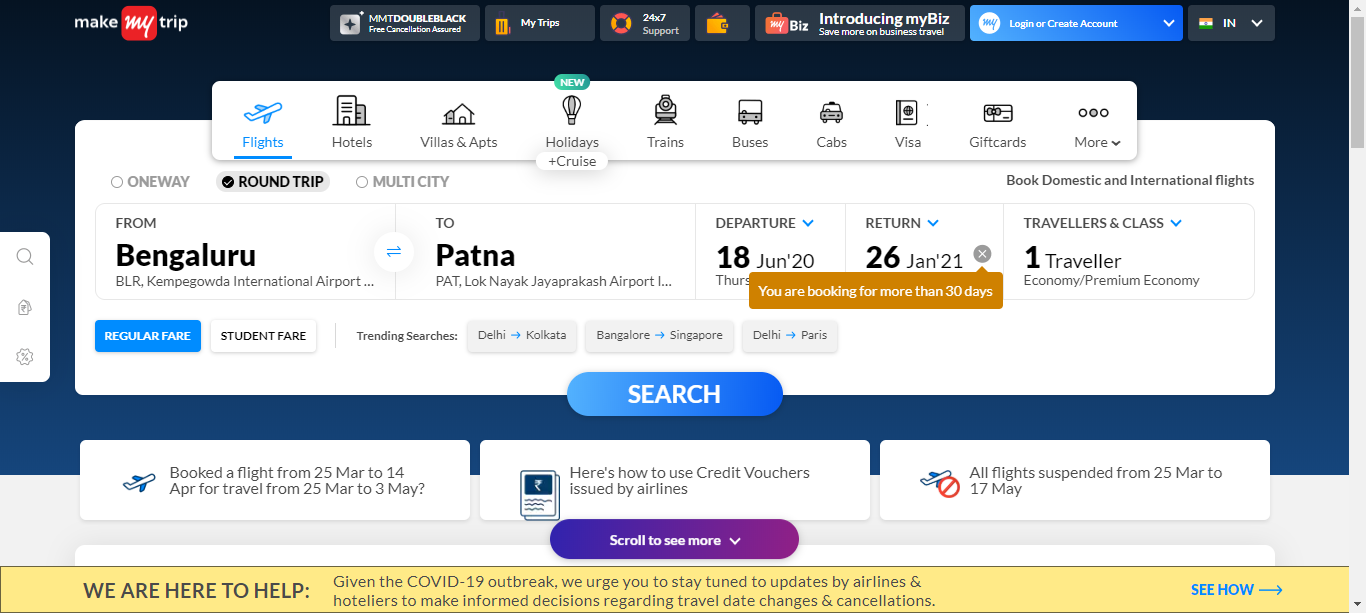 make my trip
MMTDOUBLEBLACK
Free Cancellation Assured
My Trips
24x7
Support
my Biz
Introducing myBiz
Save more on business travel
my
Login or Create Account
IN
NEW
Flights
Hotels
Villas & Apts
Holidays
+Cruise
Trains
Buses
Cabs
Visa
Giftcards
More
ONEWAY
ROUND TRIP
MULTI CITY
Book Domestic and International flights
FROM
Bengaluru
BLR, Kempegowda International Airport ...
TO
Patna
PAT, Lok Nayak Jayaprakash Airport I...
DEPARTURE
18 Jun'20
Thurs
RETURN
26 Jan'21
You are booking for more than 30 days
TRAVELLERS & CLASS
1 Traveller
Economy/Premium Economy
REGULAR FARE
STUDENT FARE
Trending Searches:
Delhi → Kolkata
Bangalore → Singapore
Delhi → Paris
SEARCH
Booked a flight from 25 Mar to 14
Apr for travel from 25 Mar to 3 May?
₹
Here's how to use Credit Vouchers
issued by airlines
All flights suspended from 25 Mar to
17 May
Scroll to see more
WE ARE HERE TO HELP:
Given the COVID-19 outbreak, we urge you to stay tuned to updates by airlines &
hoteliers to make informed decisions regarding travel date changes & cancellations.
SEE HOW